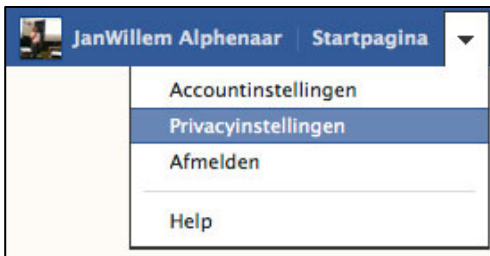 JanWillem Alphenaar Startpagina
Accountinstellingen
Privacyinstellingen
Afmelden
Help